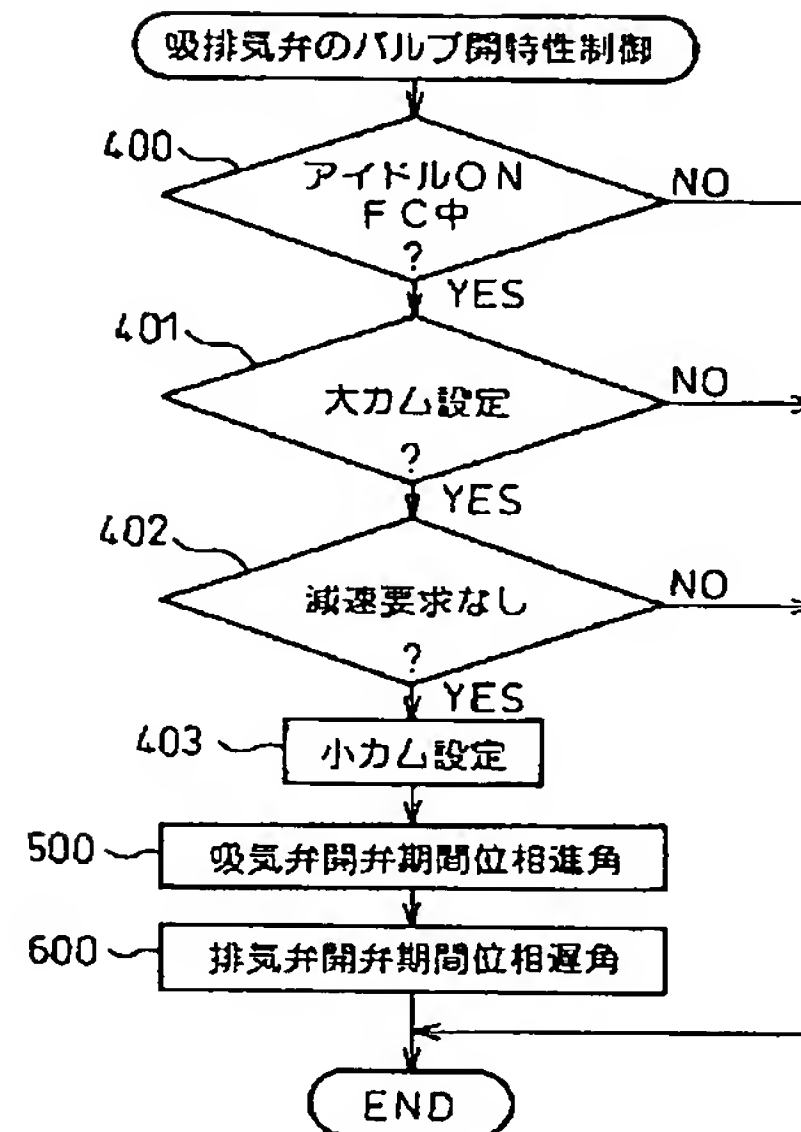 吸排気弁のバルブ開特性制御
400
アイドルON
FC中
?
NO
YES
401
大カム設定
?
NO
YES
402
減速要求なし
?
NO
YES
403
小カム設定
500
吸気弁開弁期間位相進角
600
排気弁開弁期間位相遅角
END